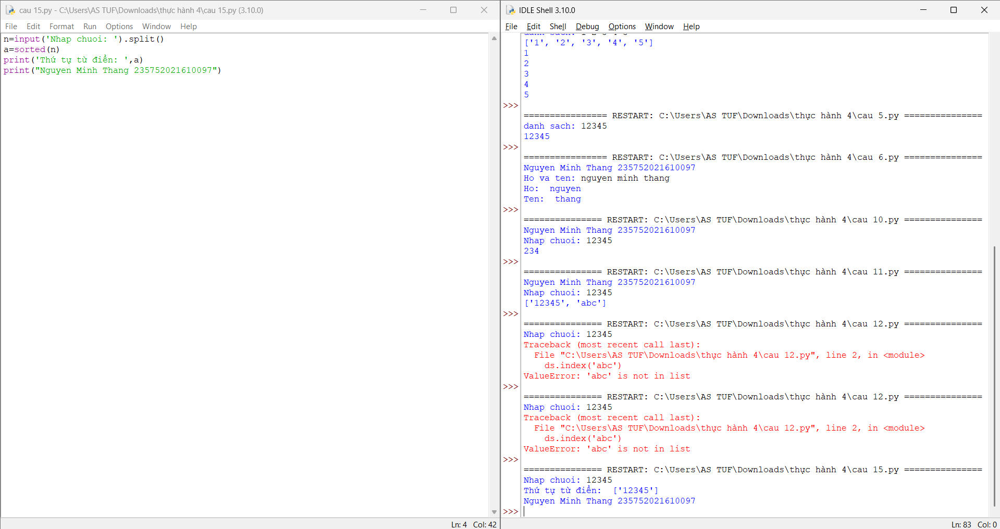 cau 15.py - C:\Users\AS TUF\Downloads\thực hành 4\cau 15.py (3.10.0)
File Edit Format Run Options Window Help
n=input('Nhap chuoi: ').split()
a=sorted(n)
print('Thứ tự từ điển: ',a)
print("Nguyen Minh Thang 235752021610097")
Ln: 4 Col: 42
IDLE Shell 3.10.0
File Edit Shell Debug Options Window Help
['1', '2', '3', '4', '5']
1
2
3
4
5
>>>
================ RESTART: C:\Users\AS TUF\Downloads\thực hành 4\cau 5.py ===============
danh sach: 12345
12345
>>>
================ RESTART: C:\Users\AS TUF\Downloads\thực hành 4\cau 6.py ===============
Nguyen Minh Thang 235752021610097
Ho va ten: nguyen minh thang
Ho:  nguyen
Ten:  thang
>>>
=============== RESTART: C:\Users\AS TUF\Downloads\thực hành 4\cau 10.py ===============
Nguyen Minh Thang 235752021610097
Nhap chuoi: 12345
234
>>>
=============== RESTART: C:\Users\AS TUF\Downloads\thực hành 4\cau 11.py ===============
Nguyen Minh Thang 235752021610097
Nhap chuoi: 12345
['12345', 'abc']
>>>
=============== RESTART: C:\Users\AS TUF\Downloads\thực hành 4\cau 12.py ===============
Nhap chuoi: 12345
Traceback (most recent call last):
  File "C:\Users\AS TUF\Downloads\thực hành 4\cau 12.py", line 2, in <module>
    ds.index('abc')
ValueError: 'abc' is not in list
>>>
=============== RESTART: C:\Users\AS TUF\Downloads\thực hành 4\cau 12.py ===============
Nhap chuoi: 12345
Traceback (most recent call last):
  File "C:\Users\AS TUF\Downloads\thực hành 4\cau 12.py", line 2, in <module>
    ds.index('abc')
ValueError: 'abc' is not in list
>>>
=============== RESTART: C:\Users\AS TUF\Downloads\thực hành 4\cau 15.py ===============
Nhap chuoi: 12345
Thứ tự từ điển:  ['12345']
Nguyen Minh Thang 235752021610097
>>>
Ln: 83 Col: 0